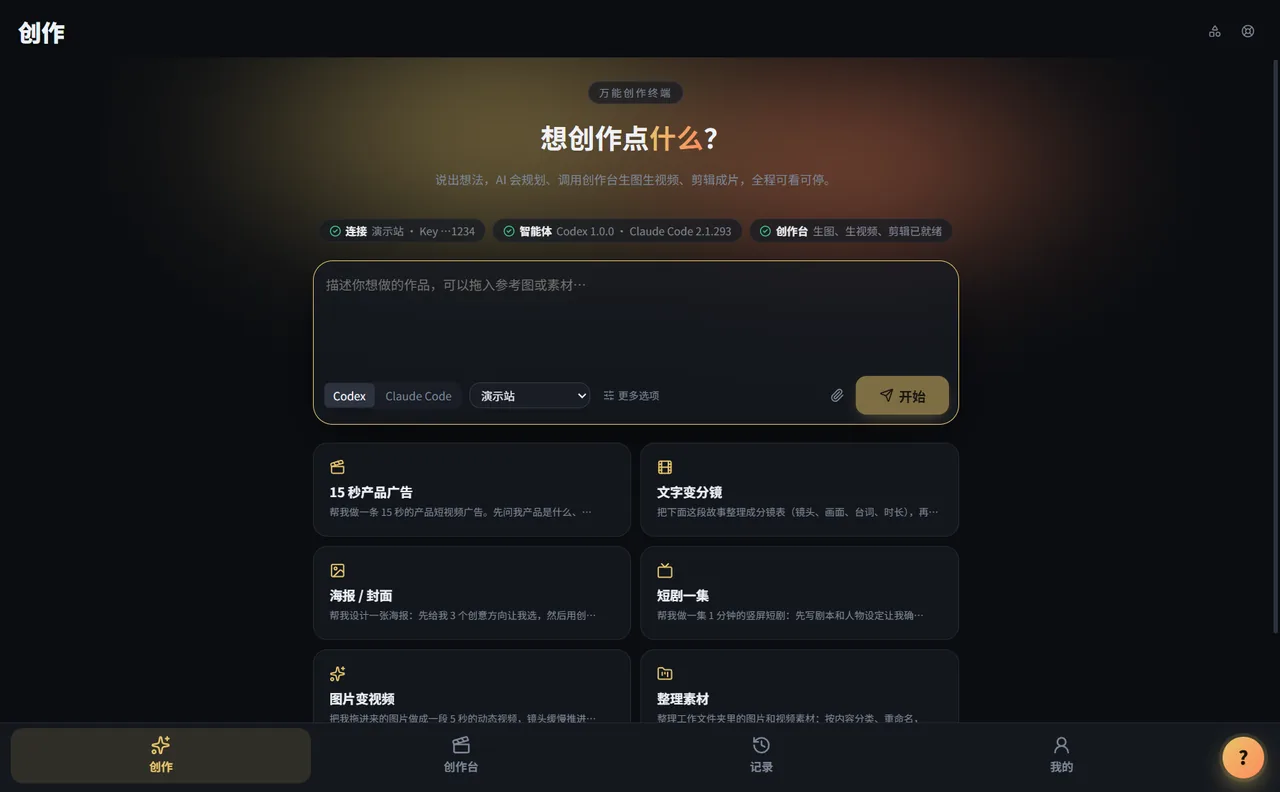 创作
万能创作终端
想创作点什么?
说出想法，AI 会规划、调用创作台生图生视频、剪辑成片，全程可看可停。
连接 演示站 · Key ···1234
智能体 Codex 1.0.0 · Claude Code 2.1.293
创作台 生图、生视频、剪辑已就绪
描述你想做的作品，可以拖入参考图或素材…
Codex
Claude Code
演示站
更多选项
开始
15 秒产品广告
帮我做一条 15 秒的产品短视频广告。先问我产品是什么、…
文字变分镜
把下面这段故事整理成分镜表（镜头、画面、台词、时长），再…
海报 / 封面
帮我设计一张海报：先给我 3 个创意方向让我选，然后用创…
短剧一集
帮我做一集 1 分钟的竖屏短剧：先写剧本和人物设定让我确…
图片变视频
把我拖进来的图片做成一段 5 秒的动态视频，镜头缓慢推进…
整理素材
整理工作文件夹里的图片和视频素材：按内容分类、重命名，
创作
创作台
记录
我的
?